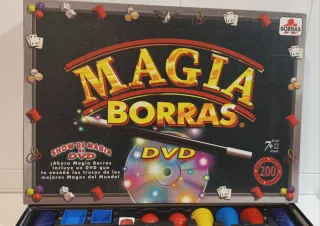 BORRAS
MAGIA
BORRAS®
SHOW DE MAGIA
en DVD
¡Ahora Magia Borras
incluye un DVD que
te enseña los trucos de los
mejores Magos del Mundo!
DVD
200